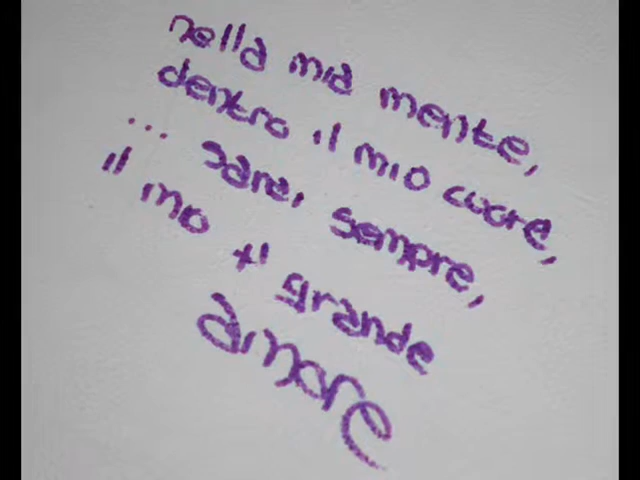 nella mia mente,
dentro il mio cuore,
... sarai sempre,
il mio + grande
amore